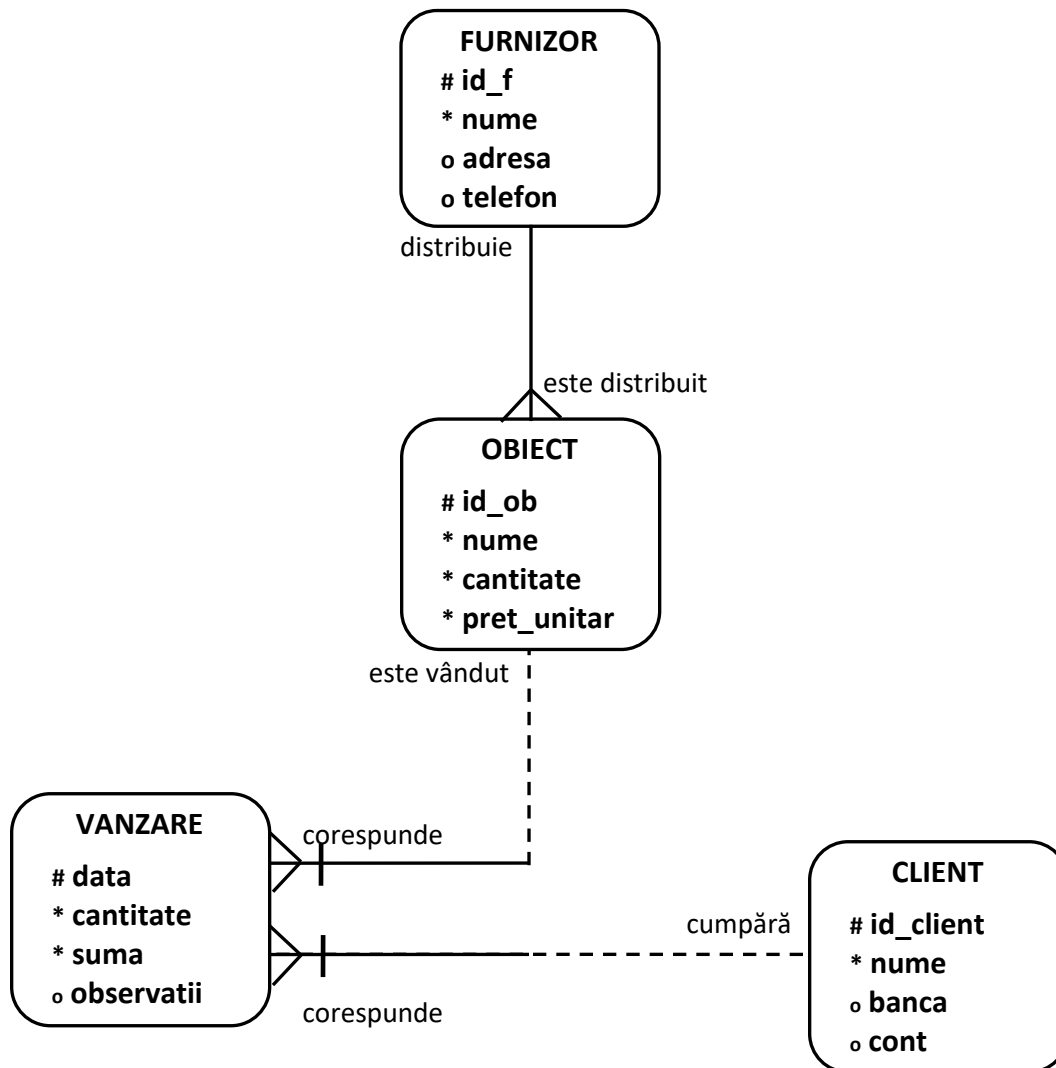 FURNIZOR
# id_f
* nume
o adresa
o telefon
distribuie
este distribuit
OBIECT
# id_ob
* nume
* cantitate
* pret_unitar
este vândut
VANZARE
# data
* cantitate
* suma
o observatii
corespunde
corespunde
cumpără
CLIENT
# id_client
* nume
o banca
o cont